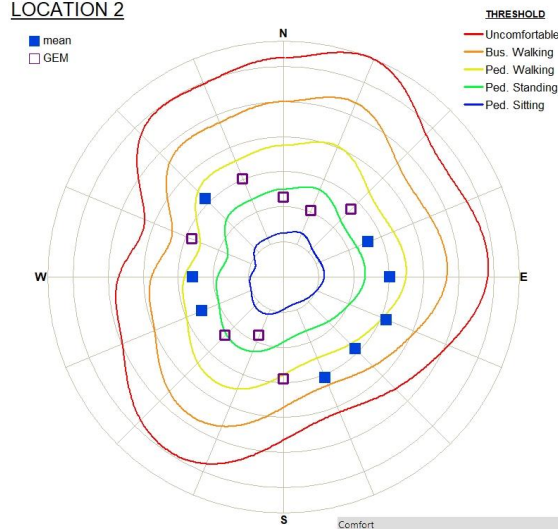 LOCATION 2
mean
GEM
THRESHOLD
Uncomfortable
Bus. Walking
Ped. Walking
Ped. Standing
Ped. Sitting
N
W
E
S
Comfort